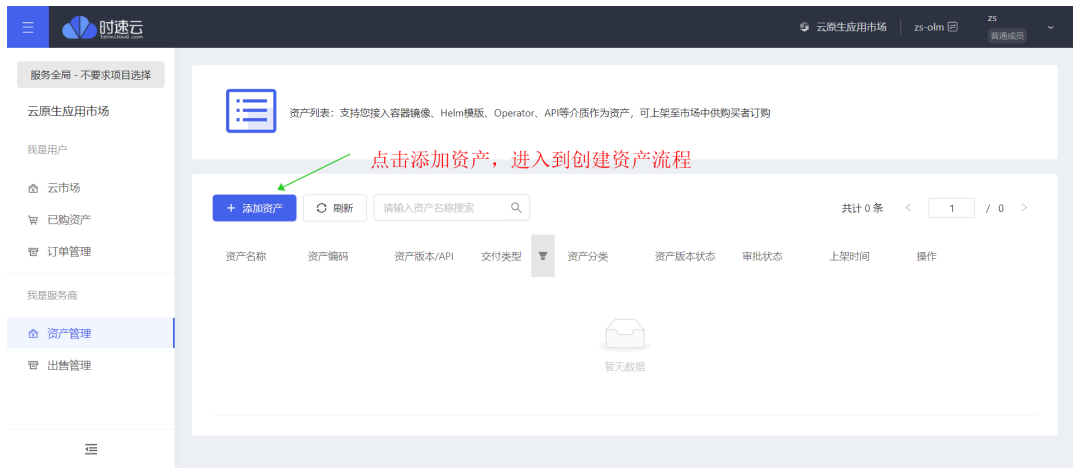 时速云
tenxcloud.com
云原生应用市场
zs-olm
zs
普通成员
服务全局 - 不要求项目选择
云原生应用市场
我是用户
云市场
已购资产
订单管理
我是服务商
资产管理
出售管理
资产列表：支持您接入容器镜像、Helm模版、Operator、API等介质作为资产，可上架至市场中供购买者订购
点击添加资产，进入到创建资产流程
+ 添加资产
刷新
请输入资产名称搜索
共计 0 条 < 1 / 0 >
资产名称 资产编码 资产版本/API 交付类型 资产分类 资产版本状态 审批状态 上架时间 操作
暂无数据